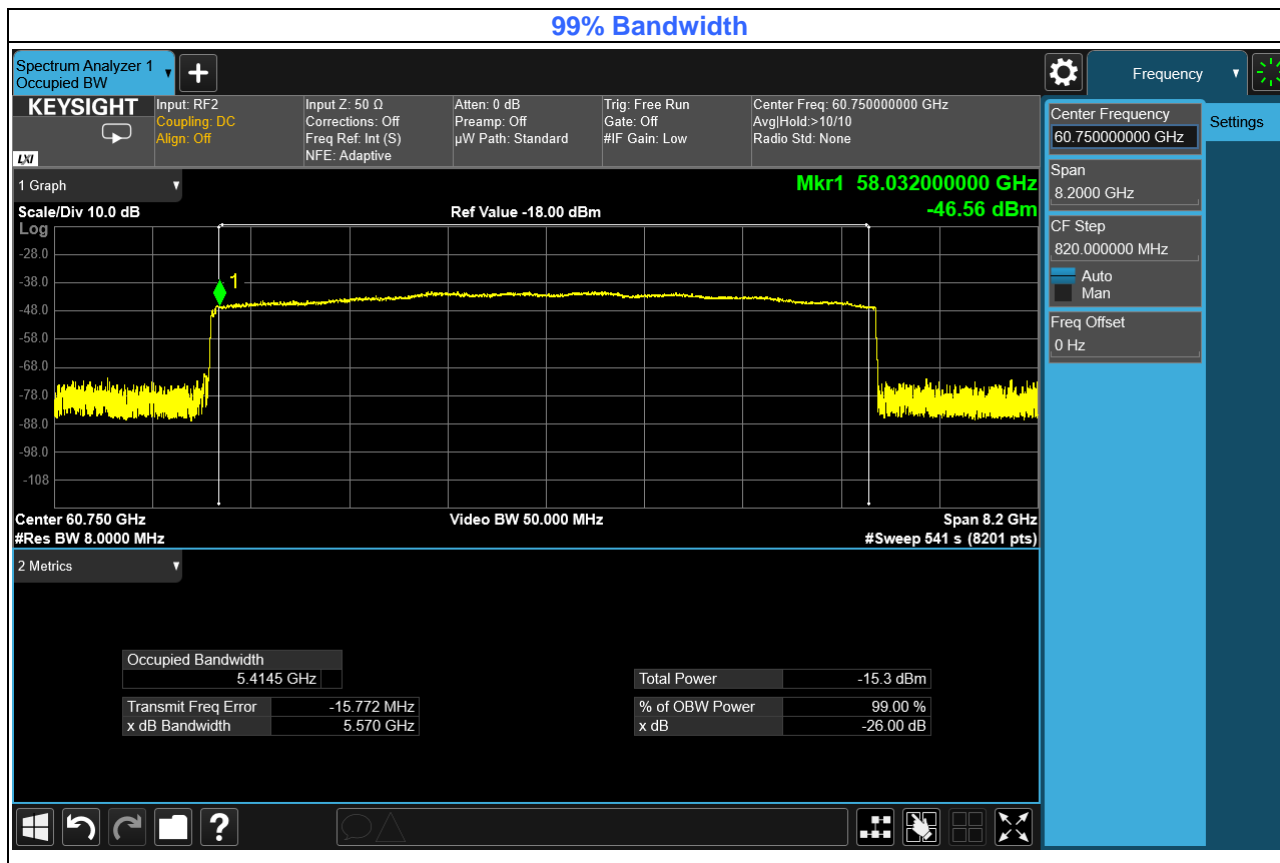 99% Bandwidth
Spectrum Analyzer 1
Occupied BW
Frequency
KEYSIGHT
LXI
Input: RF2
Coupling: DC
Align: Off
Input Z: 50 Ω
Corrections: Off
Freq Ref: Int (S)
NFE: Adaptive
Atten: 0 dB
Preamp: Off
µW Path: Standard
Trig: Free Run
Gate: Off
#IF Gain: Low
Center Freq: 60.750000000 GHz
Avg|Hold:>10/10
Radio Std: None
Center Frequency
60.750000000 GHz
Settings
Span
8.2000 GHz
CF Step
820.000000 MHz
Auto
Man
Freq Offset
0 Hz
1 Graph
Mkr1 58.032000000 GHz
-46.56 dBm
Scale/Div 10.0 dB
Ref Value -18.00 dBm
Log
-28.0
-38.0
1
-48.0
-58.0
-68.0
-78.0
-88.0
-98.0
-108
Center 60.750 GHz
Video BW 50.000 MHz
Span 8.2 GHz
#Res BW 8.0000 MHz
#Sweep 541 s (8201 pts)
2 Metrics
Occupied Bandwidth
5.4145 GHz
Total Power -15.3 dBm
Transmit Freq Error -15.772 MHz
% of OBW Power 99.00 %
x dB Bandwidth 5.570 GHz
x dB -26.00 dB
?